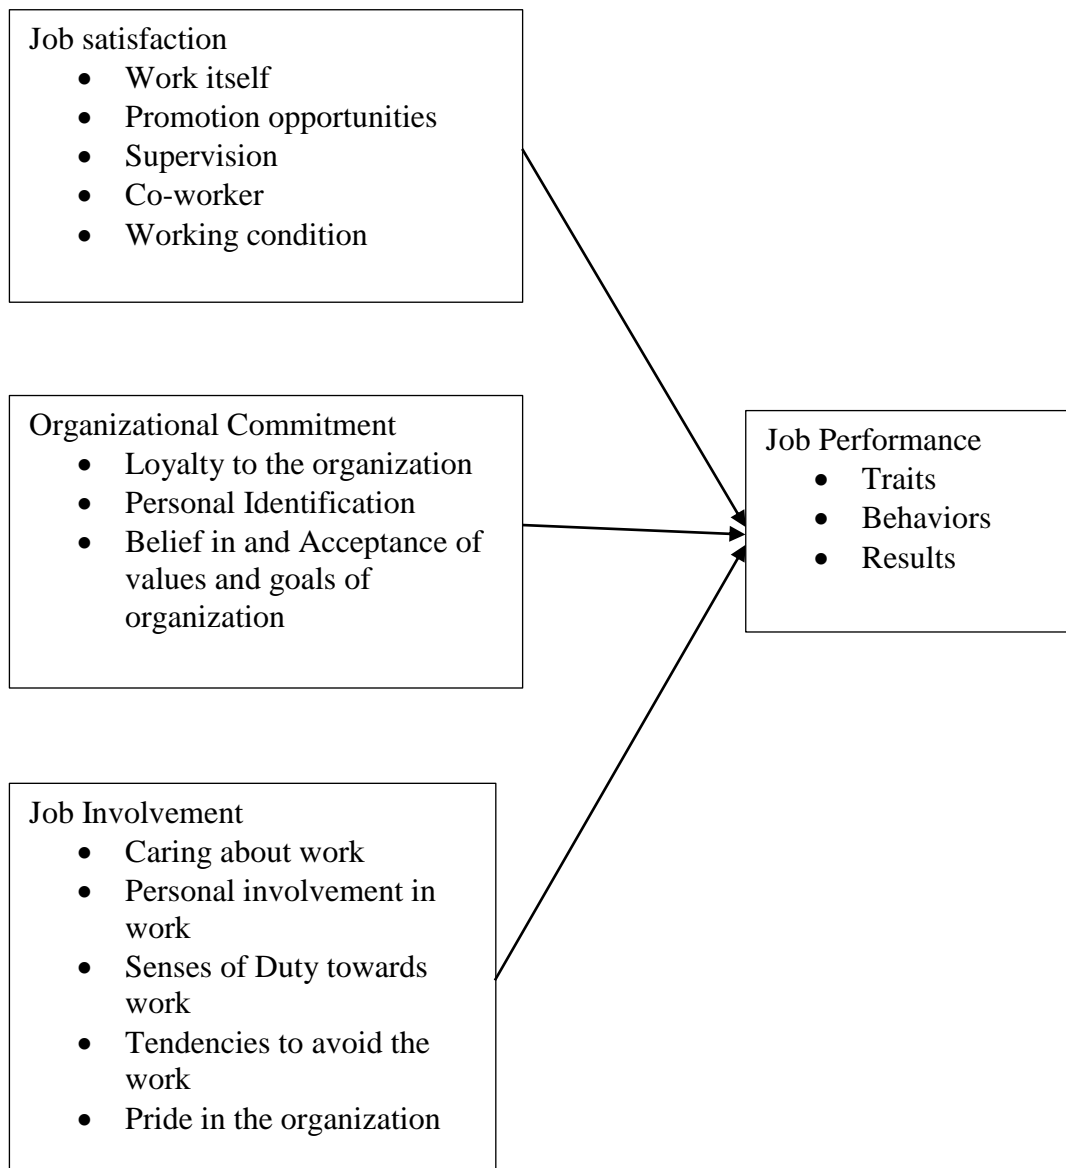 Job satisfaction
• Work itself
• Promotion opportunities
• Supervision
• Co-worker
• Working condition
Organizational Commitment
• Loyalty to the organization
• Personal Identification
• Belief in and Acceptance of
values and goals of
organization
Job Performance
• Traits
• Behaviors
• Results
Job Involvement
• Caring about work
• Personal involvement in
work
• Senses of Duty towards
work
• Tendencies to avoid the
work
• Pride in the organization